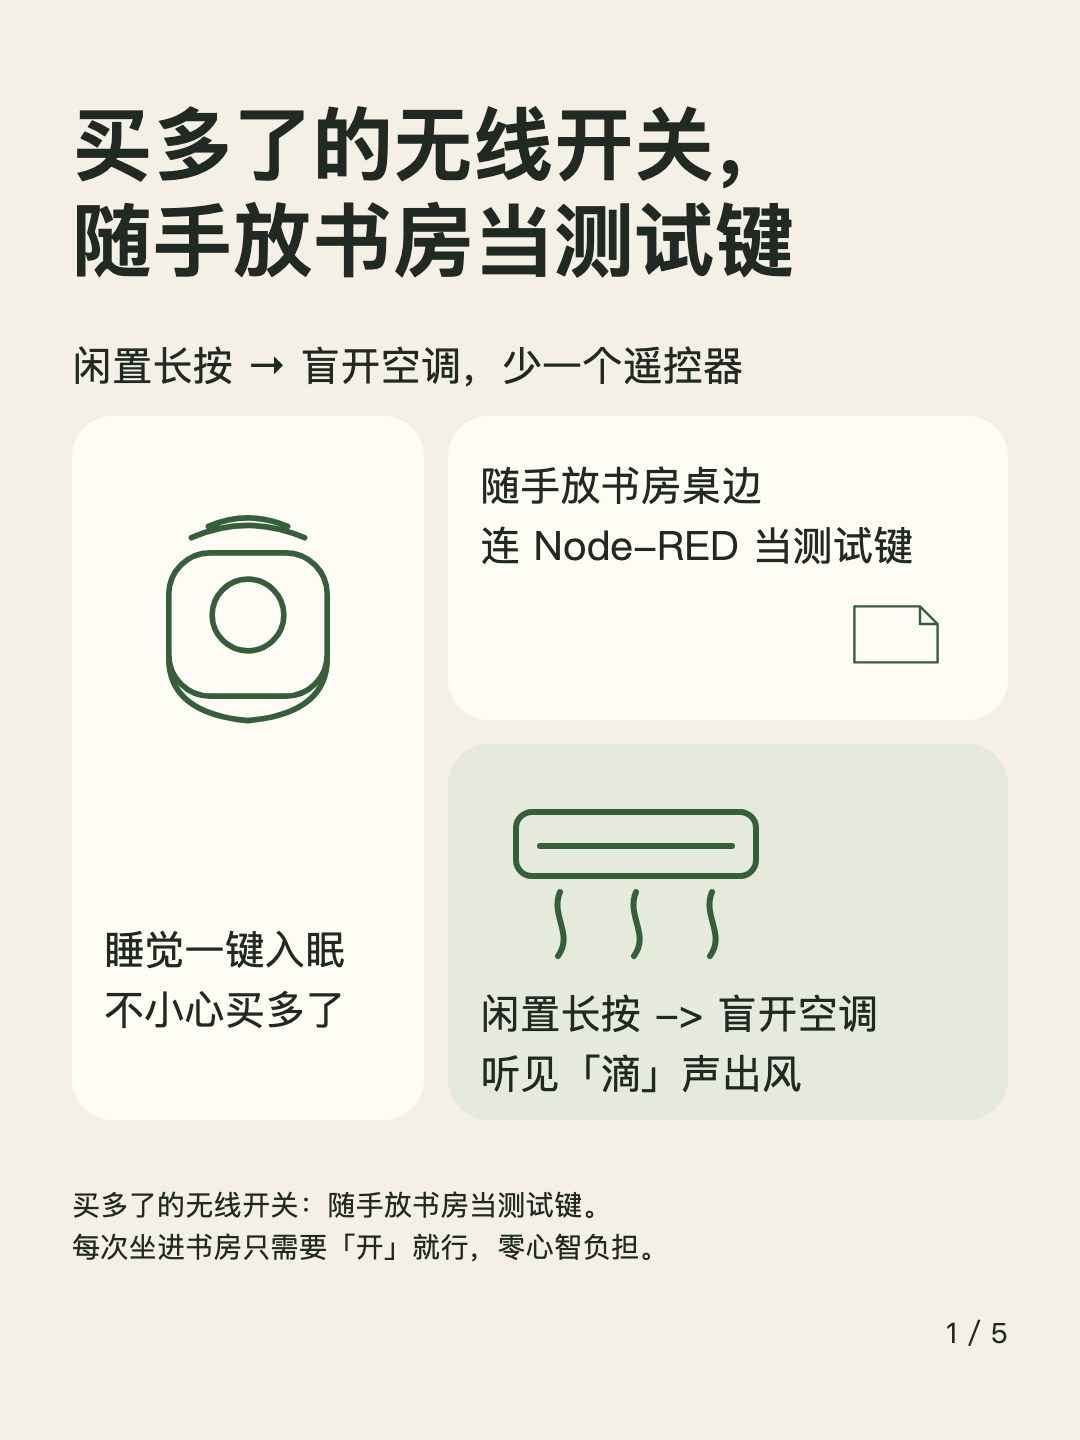 买多了的无线开关，
随手放书房当测试键
闲置长按 → 盲开空调，少一个遥控器
随手放书房桌边
连 Node-RED 当测试键
睡觉一键入眠
不小心买多了
闲置长按 -> 盲开空调
听见「滴」声出风
买多了的无线开关：随手放书房当测试键。
每次坐进书房只需要「开」就行，零心智负担。
1 / 5